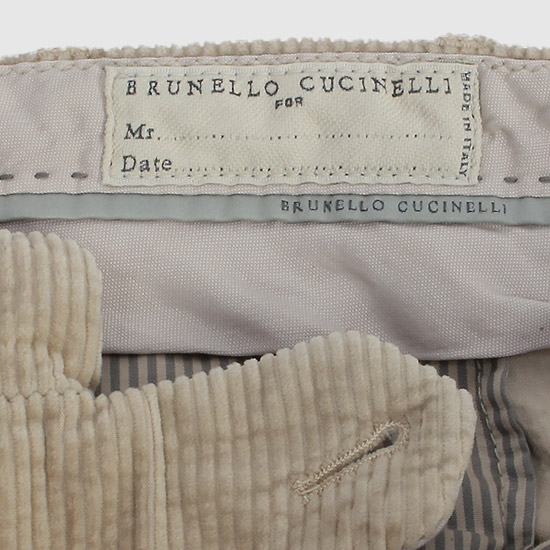 BRUNELLO CUCINELLI
FOR
Mr.
Date
MADE IN ITALY
BRUNELLO CUCINELLI